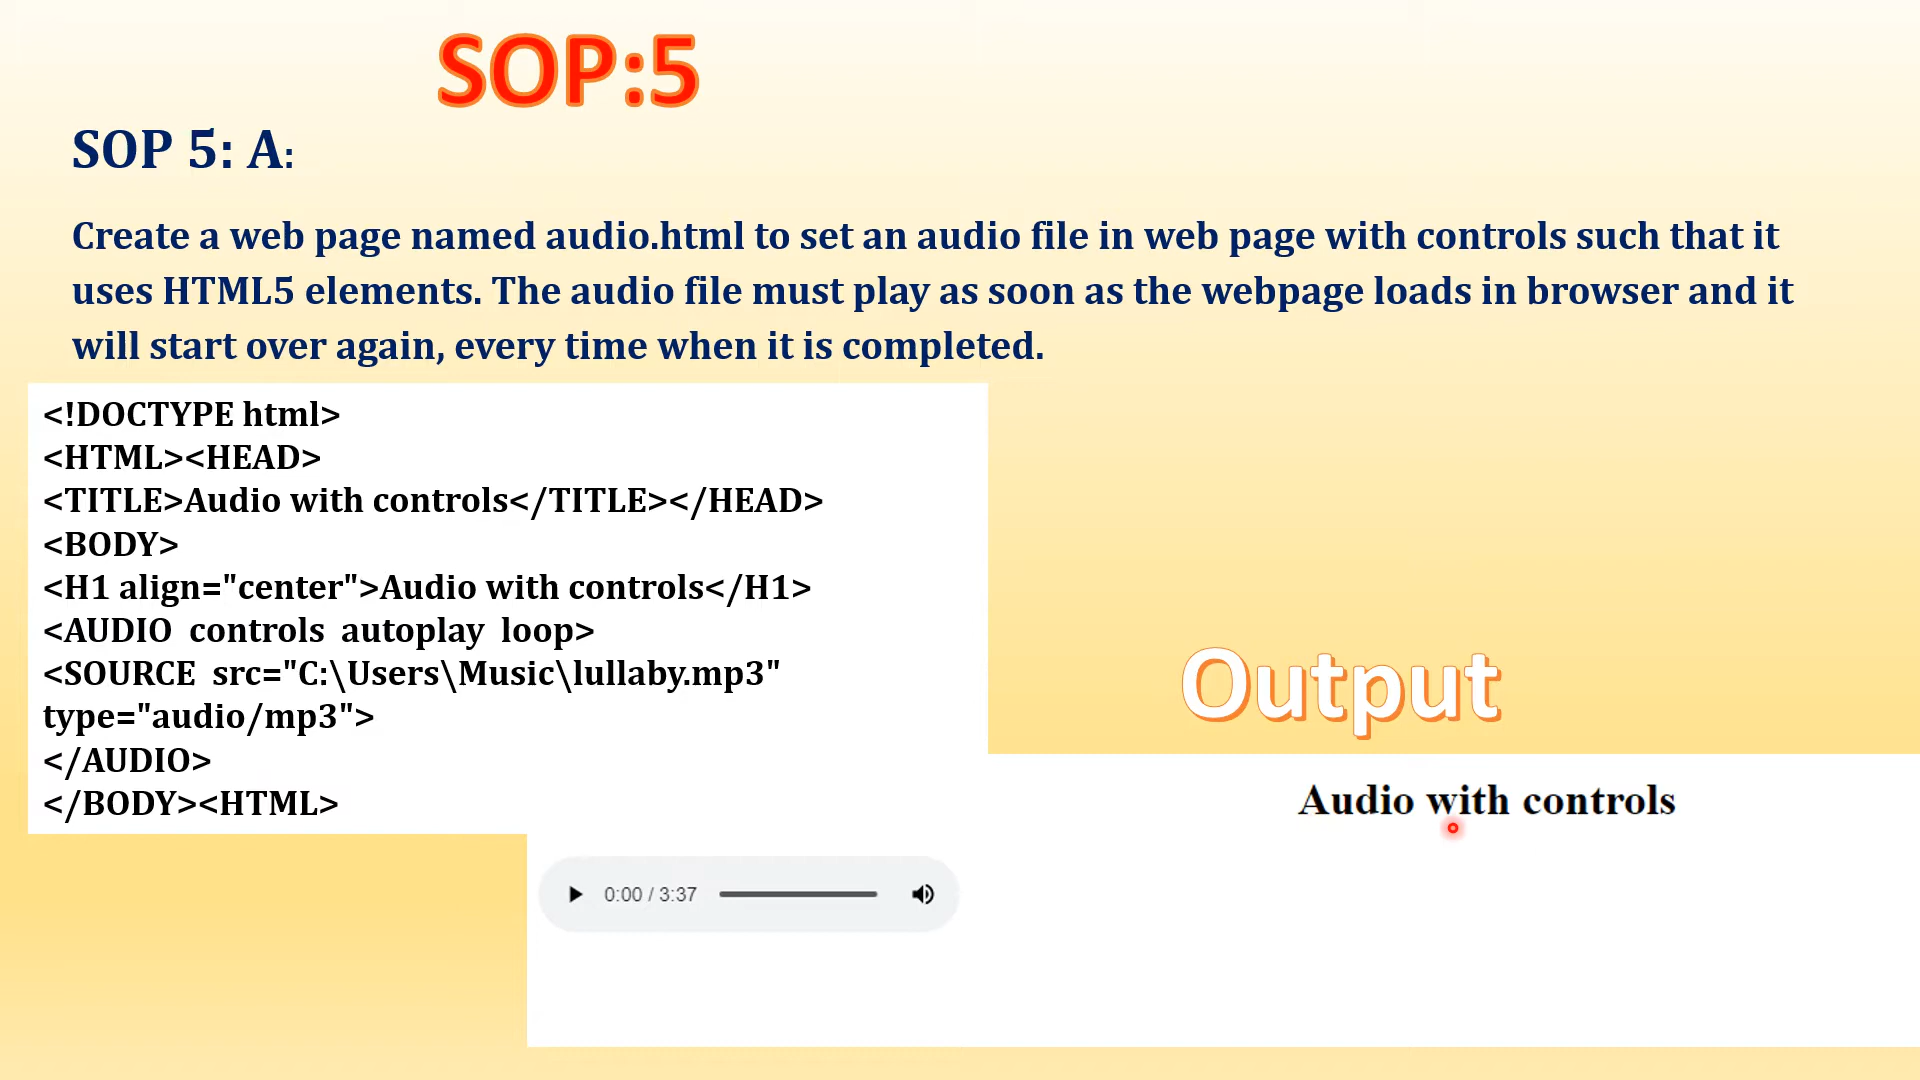 SOP:5
SOP 5: A:
Create a web page named audio.html to set an audio file in web page with controls such that it
uses HTML5 elements. The audio file must play as soon as the webpage loads in browser and it
will start over again, every time when it is completed.
<!DOCTYPE html>
<HTML><HEAD>
<TITLE>Audio with controls</TITLE></HEAD>
<BODY>
<H1 align="center">Audio with controls</H1>
<AUDIO controls autoplay loop>
<SOURCE src="C:\Users\Music\lullaby.mp3"
type="audio/mp3">
</AUDIO>
</BODY><HTML>
Output
Audio with controls
0:00 / 3:37